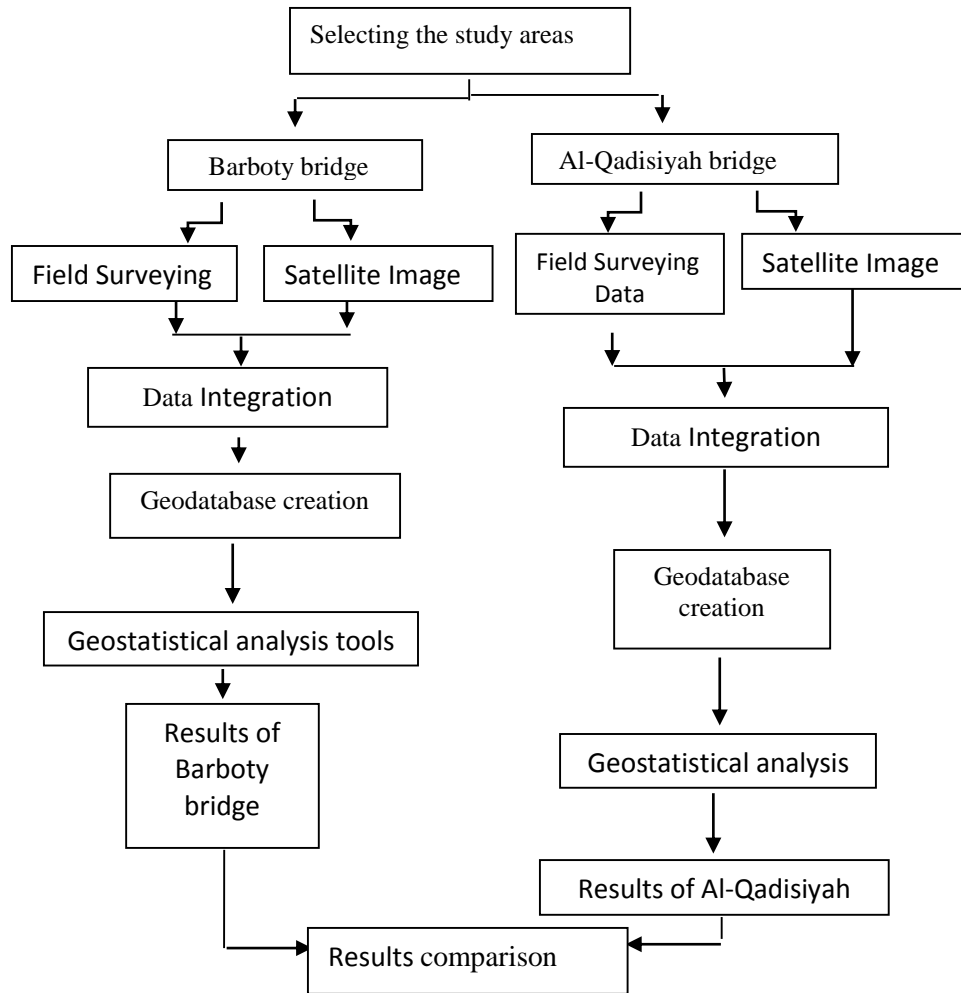 Selecting the study areas
Barboty bridge
Al-Qadisiyah bridge
Field Surveying
Satellite Image
Field Surveying
Data
Satellite Image
Data Integration
Data Integration
Geodatabase creation
Geodatabase
creation
Geostatistical analysis tools
Results of
Barboty
bridge
Geostatistical analysis
Results of Al-Qadisiyah
Results comparison